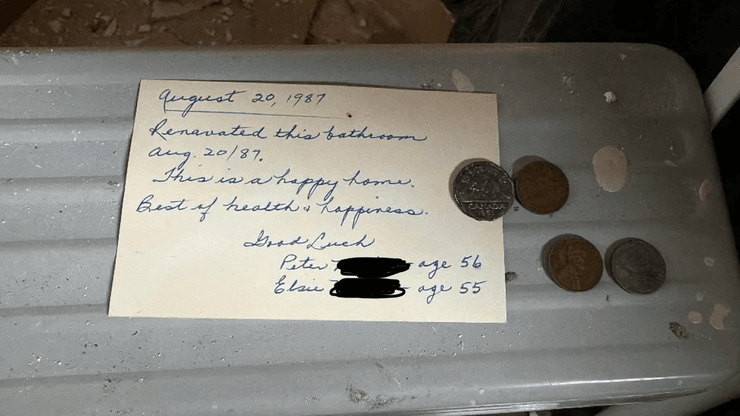 August 20, 1987
Renavated this bathroom
Aug. 20/87.
This is a happy home.
Best of health & happiness.
Good Luck
Peter age 56
Elsie age 55
CANADA